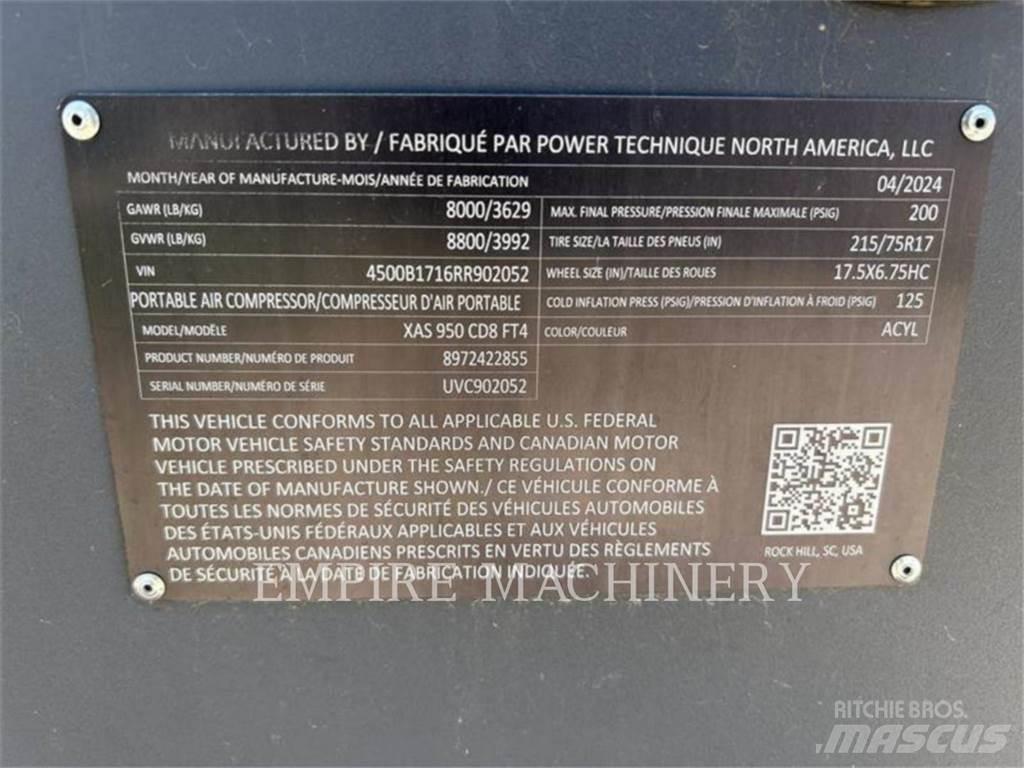 MANUFACTURED BY / FABRIQUÉ PAR POWER TECHNIQUE NORTH AMERICA, LLC
MONTH/YEAR OF MANUFACTURE-MOIS/ANNÉE DE FABRICATION 04/2024
GAWR (LB/KG) 8000/3629 MAX. FINAL PRESSURE/PRESSION FINALE MAXIMALE (PSIG) 200
GVWR (LB/KG) 8800/3992 TIRE SIZE/LA TAILLE DES PNEUS (IN) 215/75R17
VIN 4500B1716RR902052 WHEEL SIZE (IN)/TAILLE DES ROUES 17.5X6.75HC
PORTABLE AIR COMPRESSOR/COMPRESSEUR D'AIR PORTABLE COLD INFLATION PRESS (PSIG)/PRESSION D'INFLATION À FROID (PSIG) 125
MODEL/MODÈLE XAS 950 CD8 FT4 COLOR/COULEUR ACYL
PRODUCT NUMBER/NUMÉRO DE PRODUIT 8972422855
SERIAL NUMBER/NUMÉRO DE SÉRIE UVC902052
THIS VEHICLE CONFORMS TO ALL APPLICABLE U.S. FEDERAL
MOTOR VEHICLE SAFETY STANDARDS AND CANADIAN MOTOR
VEHICLE PRESCRIBED UNDER THE SAFETY REGULATIONS ON
THE DATE OF MANUFACTURE SHOWN./ CE VÉHICULE CONFORME À
TOUTES LES NORMES DE SÉCURITÉ DES VÉHICULES AUTOMOBILES
DES ÉTATS-UNIS FÉDÉRAUX APPLICABLES ET AUX VÉHICULES
AUTOMOBILES CANADIENS PRESCRITS EN VERTU DES RÈGLEMENTS
DE SÉCURITÉ À LA DATE DE FABRICATION INDIQUÉE.
ROCK HILL, SC, USA
EMPIRE MACHINERY
RITCHIE BROS.
MASCUS